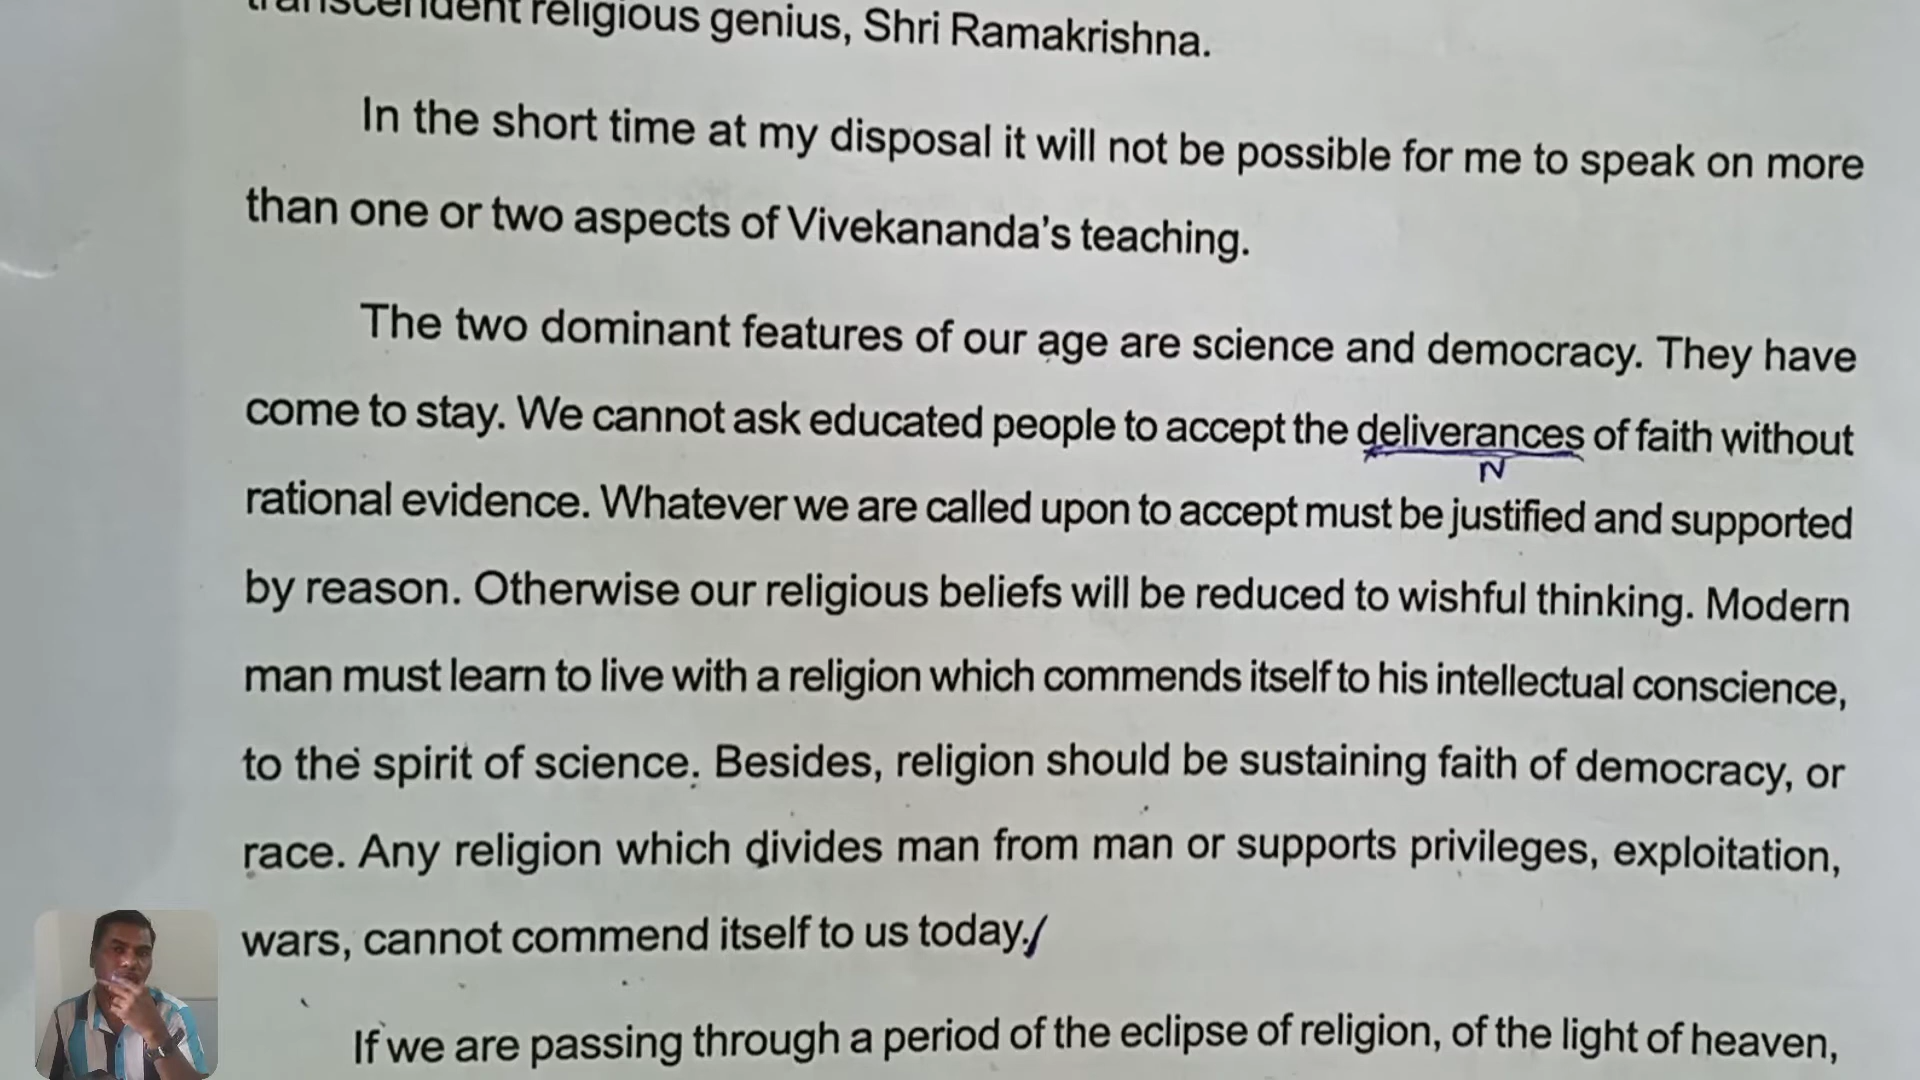 transcendent religious genius, Shri Ramakrishna.
In the short time at my disposal it will not be possible for me to speak on more
than one or two aspects of Vivekananda's teaching.
The two dominant features of our age are science and democracy. They have
come to stay. We cannot ask educated people to accept the deliverances of faith without
N
rational evidence. Whatever we are called upon to accept must be justified and supported
by reason. Otherwise our religious beliefs will be reduced to wishful thinking. Modern
man must learn to live with a religion which commends itself to his intellectual conscience,
to the spirit of science. Besides, religion should be sustaining faith of democracy, or
race. Any religion which divides man from man or supports privileges, exploitation,
wars, cannot commend itself to us today./
If we are passing through a period of the eclipse of religion, of the light of heaven,